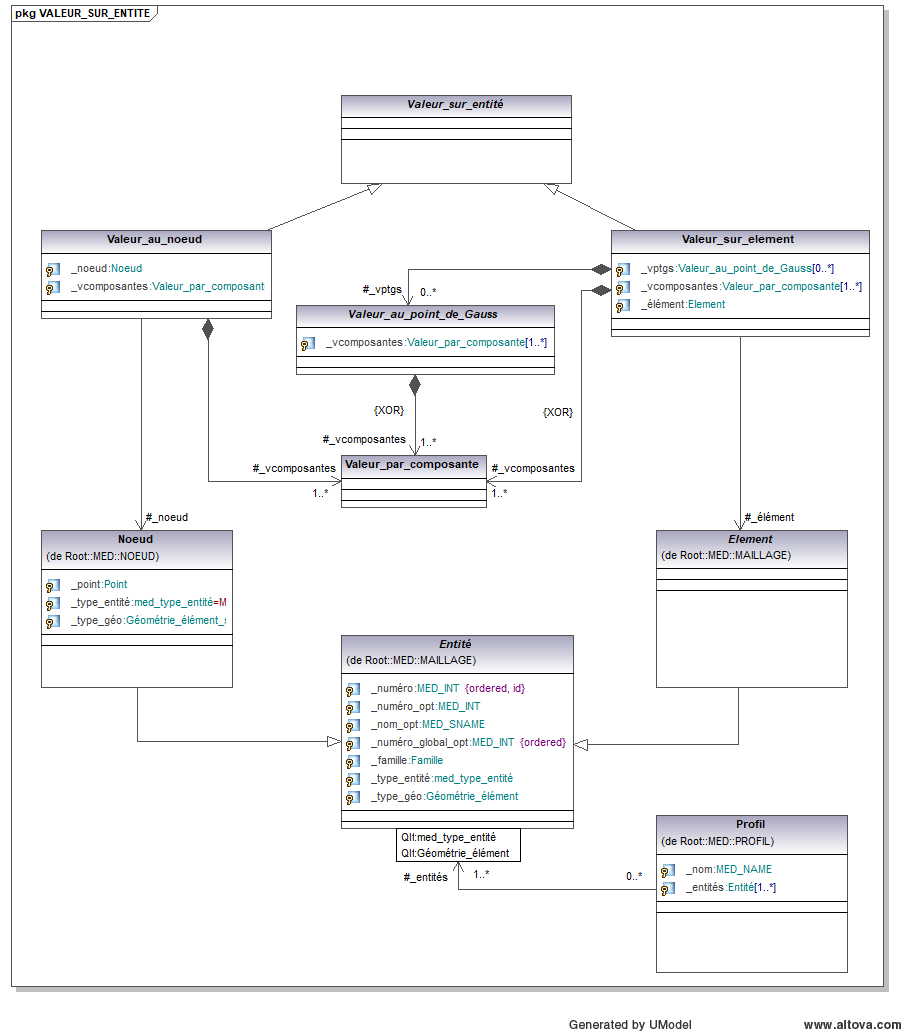 pkg VALEUR_SUR_ENTITE
Valeur_sur_entité
Valeur_au_noeud
_noeud:Noeud
_vcomposantes:Valeur_par_composant
Valeur_sur_element
_vptgs:Valeur_au_point_de_Gauss[0..*]
_vcomposantes:Valeur_par_composante[1..*]
_élément:Element
#_vptgs
0..*
Valeur_au_point_de_Gauss
_vcomposantes:Valeur_par_composante[1..*]
{XOR}
{XOR}
#_vcomposantes
1..*
Valeur_par_composante
#_vcomposantes
1..*
#_vcomposantes
1..*
#_noeud
#_élément
Noeud
(de Root::MED::NOEUD)
_point:Point
_type_entité:med_type_entité=M
_type_géo:Géométrie_élément_s
Element
(de Root::MED::MAILLAGE)
Entité
(de Root::MED::MAILLAGE)
_numéro:MED_INT {ordered, id}
_numéro_opt:MED_INT
_nom_opt:MED_SNAME
_numéro_global_opt:MED_INT {ordered}
_famille:Famille
_type_entité:med_type_entité
_type_géo:Géométrie_élément
Qlt:med_type_entité
Qlt:Géométrie_élément
#_entités
1..*
0..*
Profil
(de Root::MED::PROFIL)
_nom:MED_NAME
_entités:Entité[1..*]
Generated by UModel
www.altova.com